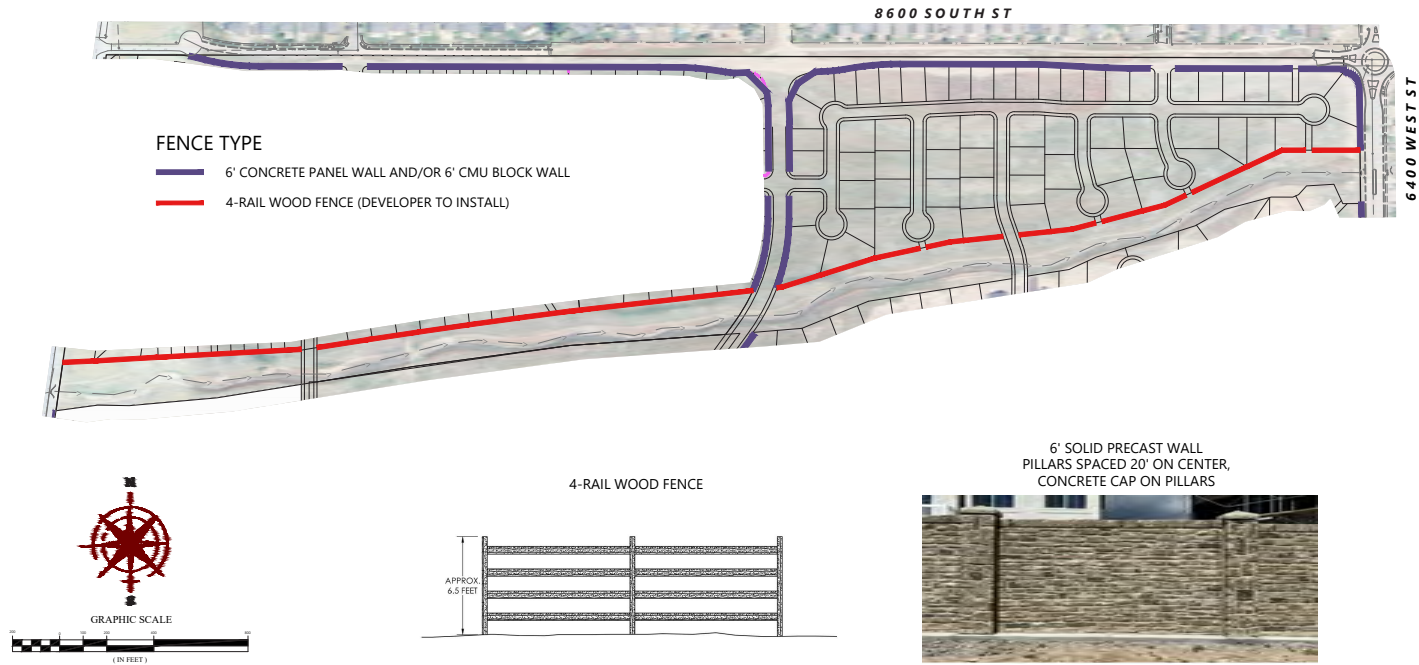 8600 SOUTH ST
6400 WEST ST
FENCE TYPE
6' CONCRETE PANEL WALL AND/OR 6' CMU BLOCK WALL
4-RAIL WOOD FENCE (DEVELOPER TO INSTALL)
6' SOLID PRECAST WALL
PILLARS SPACED 20' ON CENTER,
CONCRETE CAP ON PILLARS
4-RAIL WOOD FENCE
N
S
APPROX.
6.5 FEET
GRAPHIC SCALE
( IN FEET )